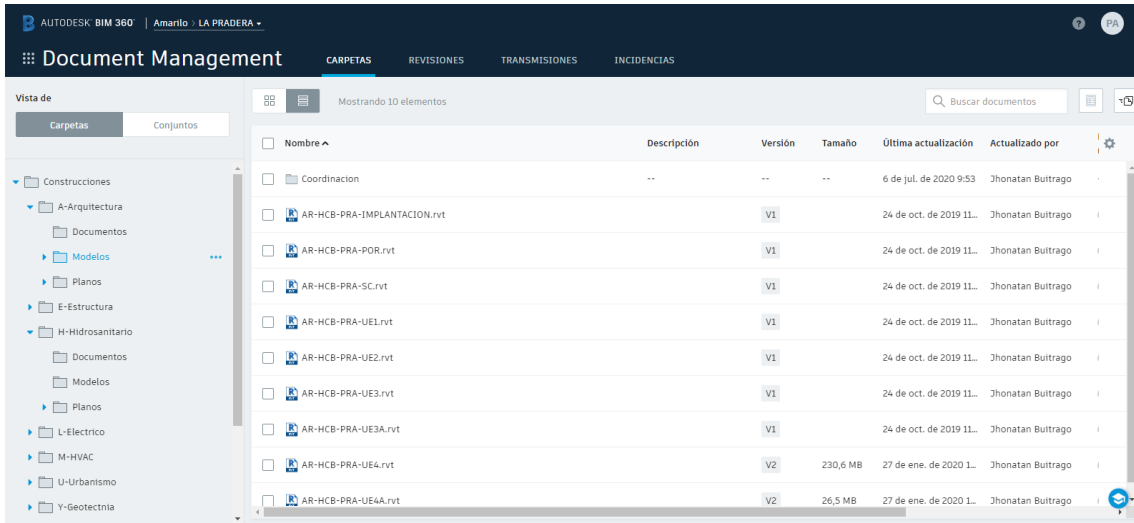 AUTODESK® BIM 360® | Amarilo > LA PRADERA
PA
Document Management CARPETAS REVISIONES TRANSMISIONES INCIDENCIAS
Vista de
Carpetas Conjuntos
Construcciones
A-Arquitectura
Documentos
Modelos
Planos
E-Estructura
H-Hidrosanitario
Documentos
Modelos
Planos
L-Electrico
M-HVAC
U-Urbanismo
Y-Geotectnia
Mostrando 10 elementos Buscar documentos
Nombre Descripción Versión Tamaño Última actualización Actualizado por
Coordinacion -- -- -- 6 de jul. de 2020 9:53 Jhonatan Buitrago
AR-HCB-PRA-IMPLANTACION.rvt V1 24 de oct. de 2019 11... Jhonatan Buitrago
AR-HCB-PRA-POR.rvt V1 24 de oct. de 2019 11... Jhonatan Buitrago
AR-HCB-PRA-SC.rvt V1 24 de oct. de 2019 11... Jhonatan Buitrago
AR-HCB-PRA-UE1.rvt V1 24 de oct. de 2019 11... Jhonatan Buitrago
AR-HCB-PRA-UE2.rvt V1 24 de oct. de 2019 11... Jhonatan Buitrago
AR-HCB-PRA-UE3.rvt V1 24 de oct. de 2019 11... Jhonatan Buitrago
AR-HCB-PRA-UE3A.rvt V1 24 de oct. de 2019 11... Jhonatan Buitrago
AR-HCB-PRA-UE4.rvt V2 230,6 MB 27 de ene. de 2020 1... Jhonatan Buitrago
AR-HCB-PRA-UE4A.rvt V2 26,5 MB 27 de ene. de 2020 1... Jhonatan Buitrago